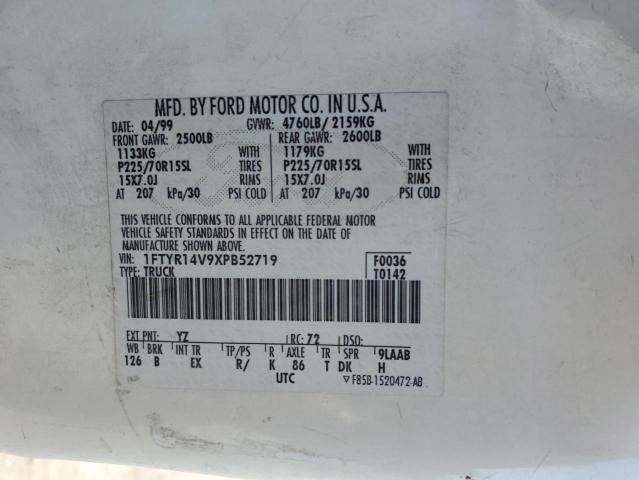 MFD. BY FORD MOTOR CO. IN U.S.A.
DATE: 04/99 GVWR: 4760LB/ 2159KG
FRONT GAWR: 2500LB REAR GAWR: 2600LB
1133KG WITH 1179KG WITH
P225/70R15SL TIRES P225/70R15SL TIRES
15X7.0J RIMS 15X7.0J RIMS
AT 207 kPa/30 PSI COLD AT 207 kPa/30 PSI COLD
THIS VEHICLE CONFORMS TO ALL APPLICABLE FEDERAL MOTOR
VEHICLE SAFETY STANDARDS IN EFFECT ON THE DATE OF
MANUFACTURE SHOWN ABOVE.
VIN: 1FTYR14V9XPB52719 F0036
TYPE: TRUCK T0142
EXT PNT: YZ RC: 72 DSO:
WB BRK INT TR TP/PS R AXLE TR SPR 9LAAB
126 B EX R/ K 86 T DK H
UTC ▽ F85B-1520472-AB